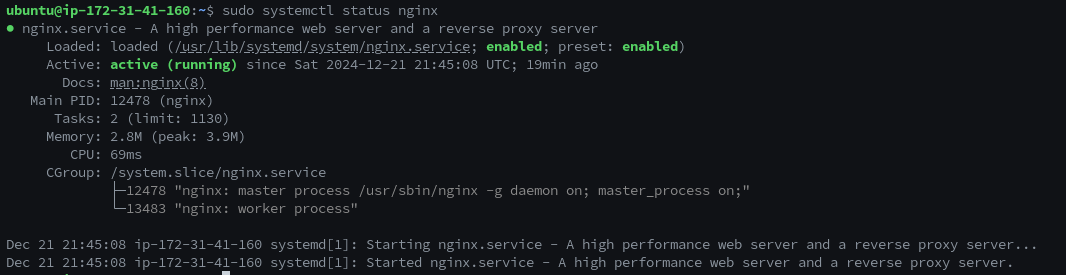 ubuntu@ip-172-31-41-160:~$ sudo systemctl status nginx
● nginx.service - A high performance web server and a reverse proxy server
     Loaded: loaded (/usr/lib/systemd/system/nginx.service; enabled; preset: enabled)
     Active: active (running) since Sat 2024-12-21 21:45:08 UTC; 19min ago
       Docs: man:nginx(8)
   Main PID: 12478 (nginx)
      Tasks: 2 (limit: 1130)
     Memory: 2.8M (peak: 3.9M)
        CPU: 69ms
     CGroup: /system.slice/nginx.service
             ├─12478 "nginx: master process /usr/sbin/nginx -g daemon on; master_process on;"
             └─13483 "nginx: worker process"

Dec 21 21:45:08 ip-172-31-41-160 systemd[1]: Starting nginx.service - A high performance web server and a reverse proxy server...
Dec 21 21:45:08 ip-172-31-41-160 systemd[1]: Started nginx.service - A high performance web server and a reverse proxy server.